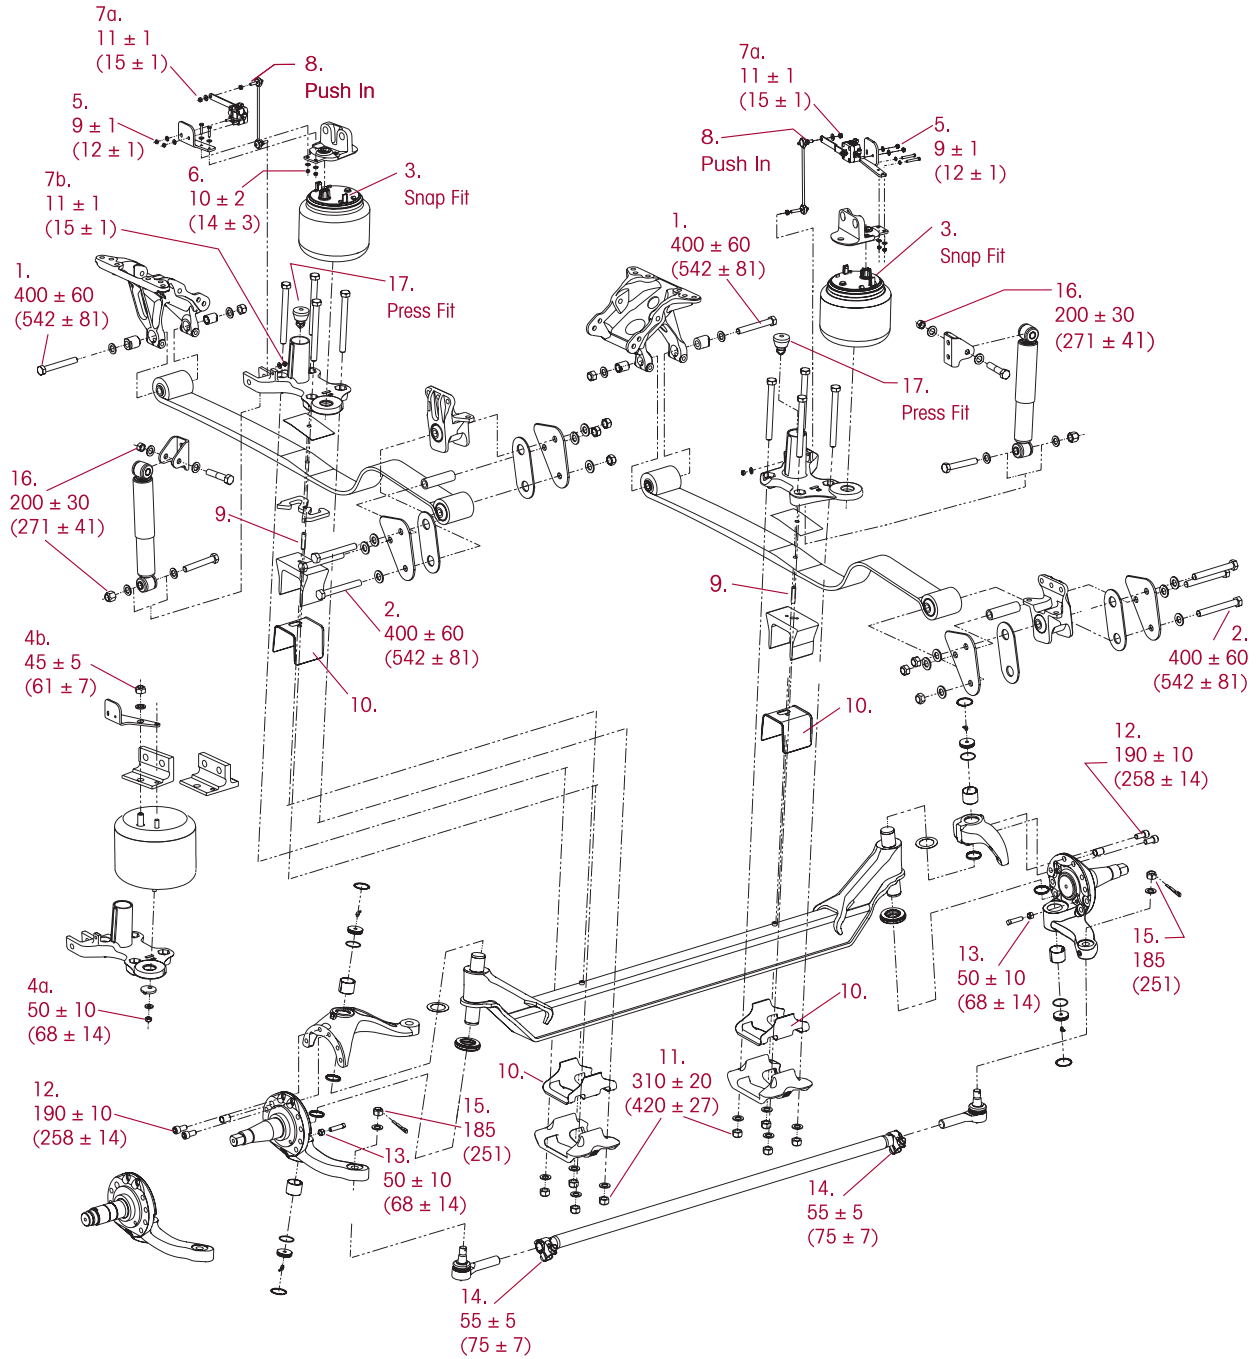 7a.
11 ± 1
(15 ± 1)
8.
Push In
5.
9 ± 1
(12 ± 1)
6.
10 ± 2
(14 ± 3)
3.
Snap Fit
7b.
11 ± 1
(15 ± 1)
1.
400 ± 60
(542 ± 81)
17.
Press Fit
7a.
11 ± 1
(15 ± 1)
8.
Push In
5.
9 ± 1
(12 ± 1)
1.
400 ± 60
(542 ± 81)
3.
Snap Fit
16.
200 ± 30
(271 ± 41)
17.
Press Fit
16.
200 ± 30
(271 ± 41)
9.
2.
400 ± 60
(542 ± 81)
10.
9.
2.
400 ± 60
(542 ± 81)
10.
4b.
45 ± 5
(61 ± 7)
12.
190 ± 10
(258 ± 14)
4a.
50 ± 10
(68 ± 14)
15.
185
(251)
13.
50 ± 10
(68 ± 14)
10.
10.
11.
310 ± 20
(420 ± 27)
12.
190 ± 10
(258 ± 14)
15.
185
(251)
13.
50 ± 10
(68 ± 14)
14.
55 ± 5
(75 ± 7)
14.
55 ± 5
(75 ± 7)